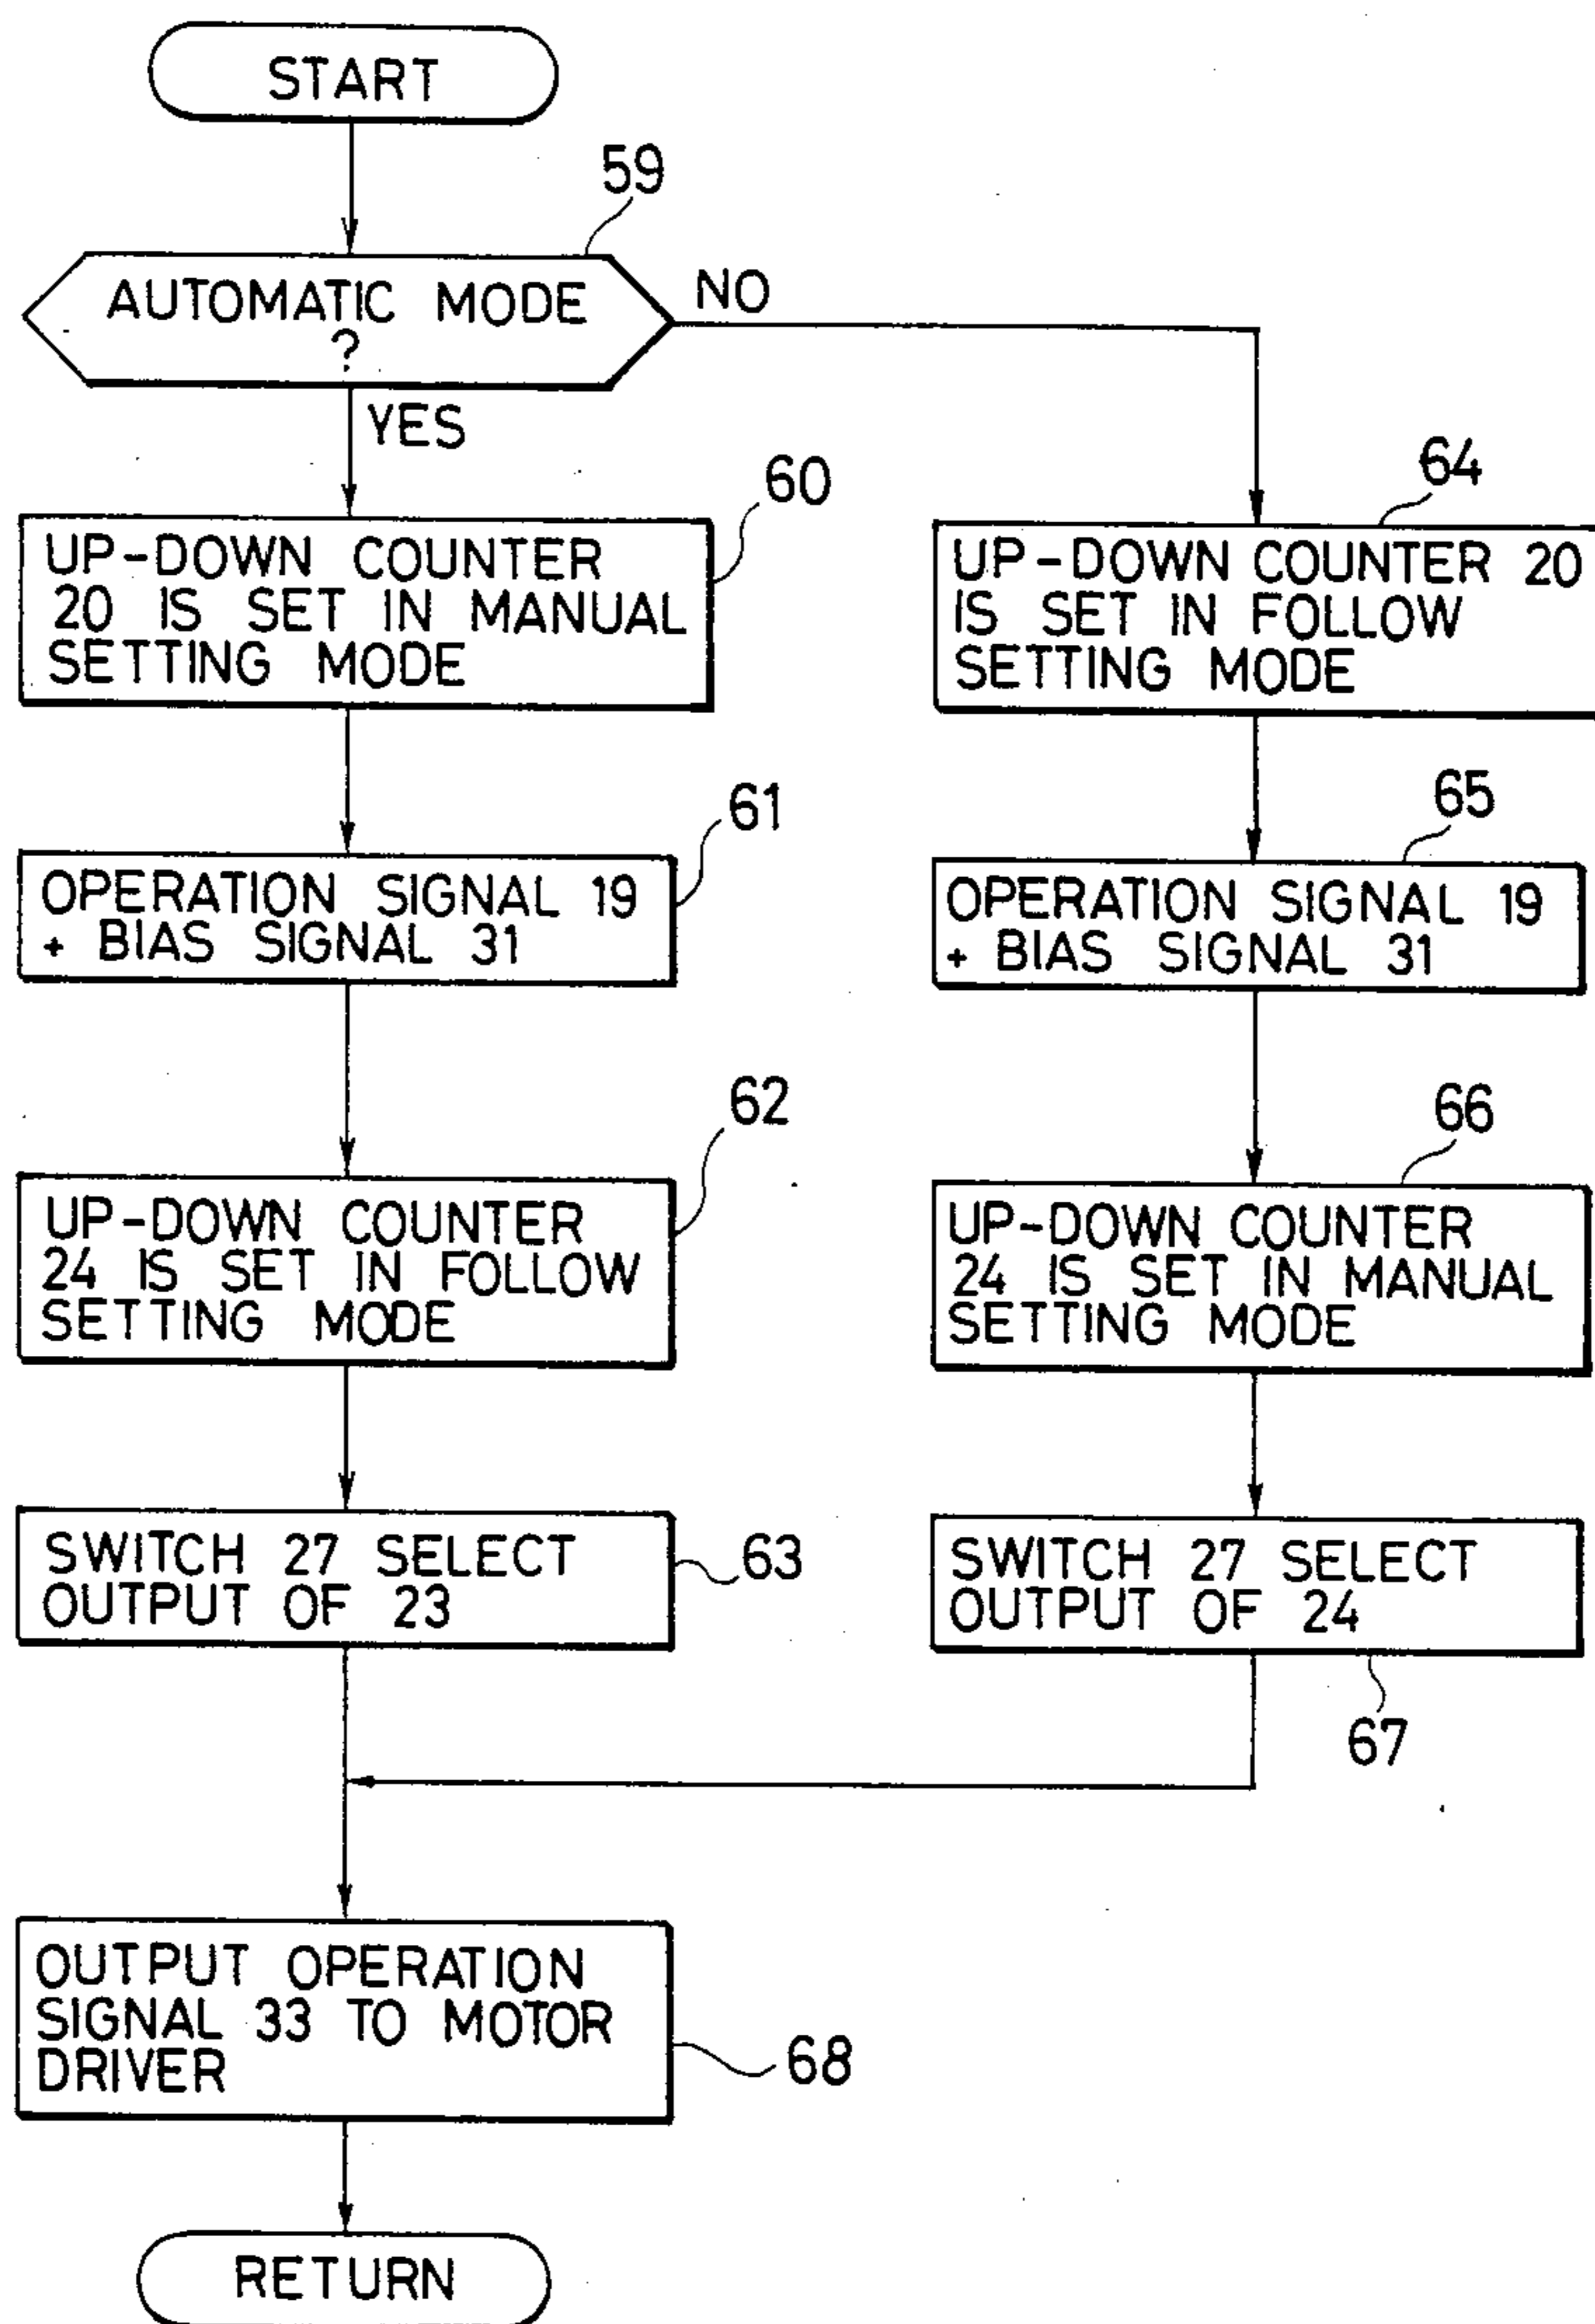 START
59
AUTOMATIC MODE
?
NO
YES
60
UP-DOWN COUNTER
20 IS SET IN MANUAL
SETTING MODE
61
OPERATION SIGNAL 19
+ BIAS SIGNAL 31
62
UP-DOWN COUNTER
24 IS SET IN FOLLOW
SETTING MODE
SWITCH 27 SELECT
OUTPUT OF 23
63
64
UP-DOWN COUNTER 20
IS SET IN FOLLOW
SETTING MODE
65
OPERATION SIGNAL 19
+ BIAS SIGNAL 31
66
UP-DOWN COUNTER
24 IS SET IN MANUAL
SETTING MODE
SWITCH 27 SELECT
OUTPUT OF 24
67
OUTPUT OPERATION
SIGNAL 33 TO MOTOR
DRIVER
68
RETURN